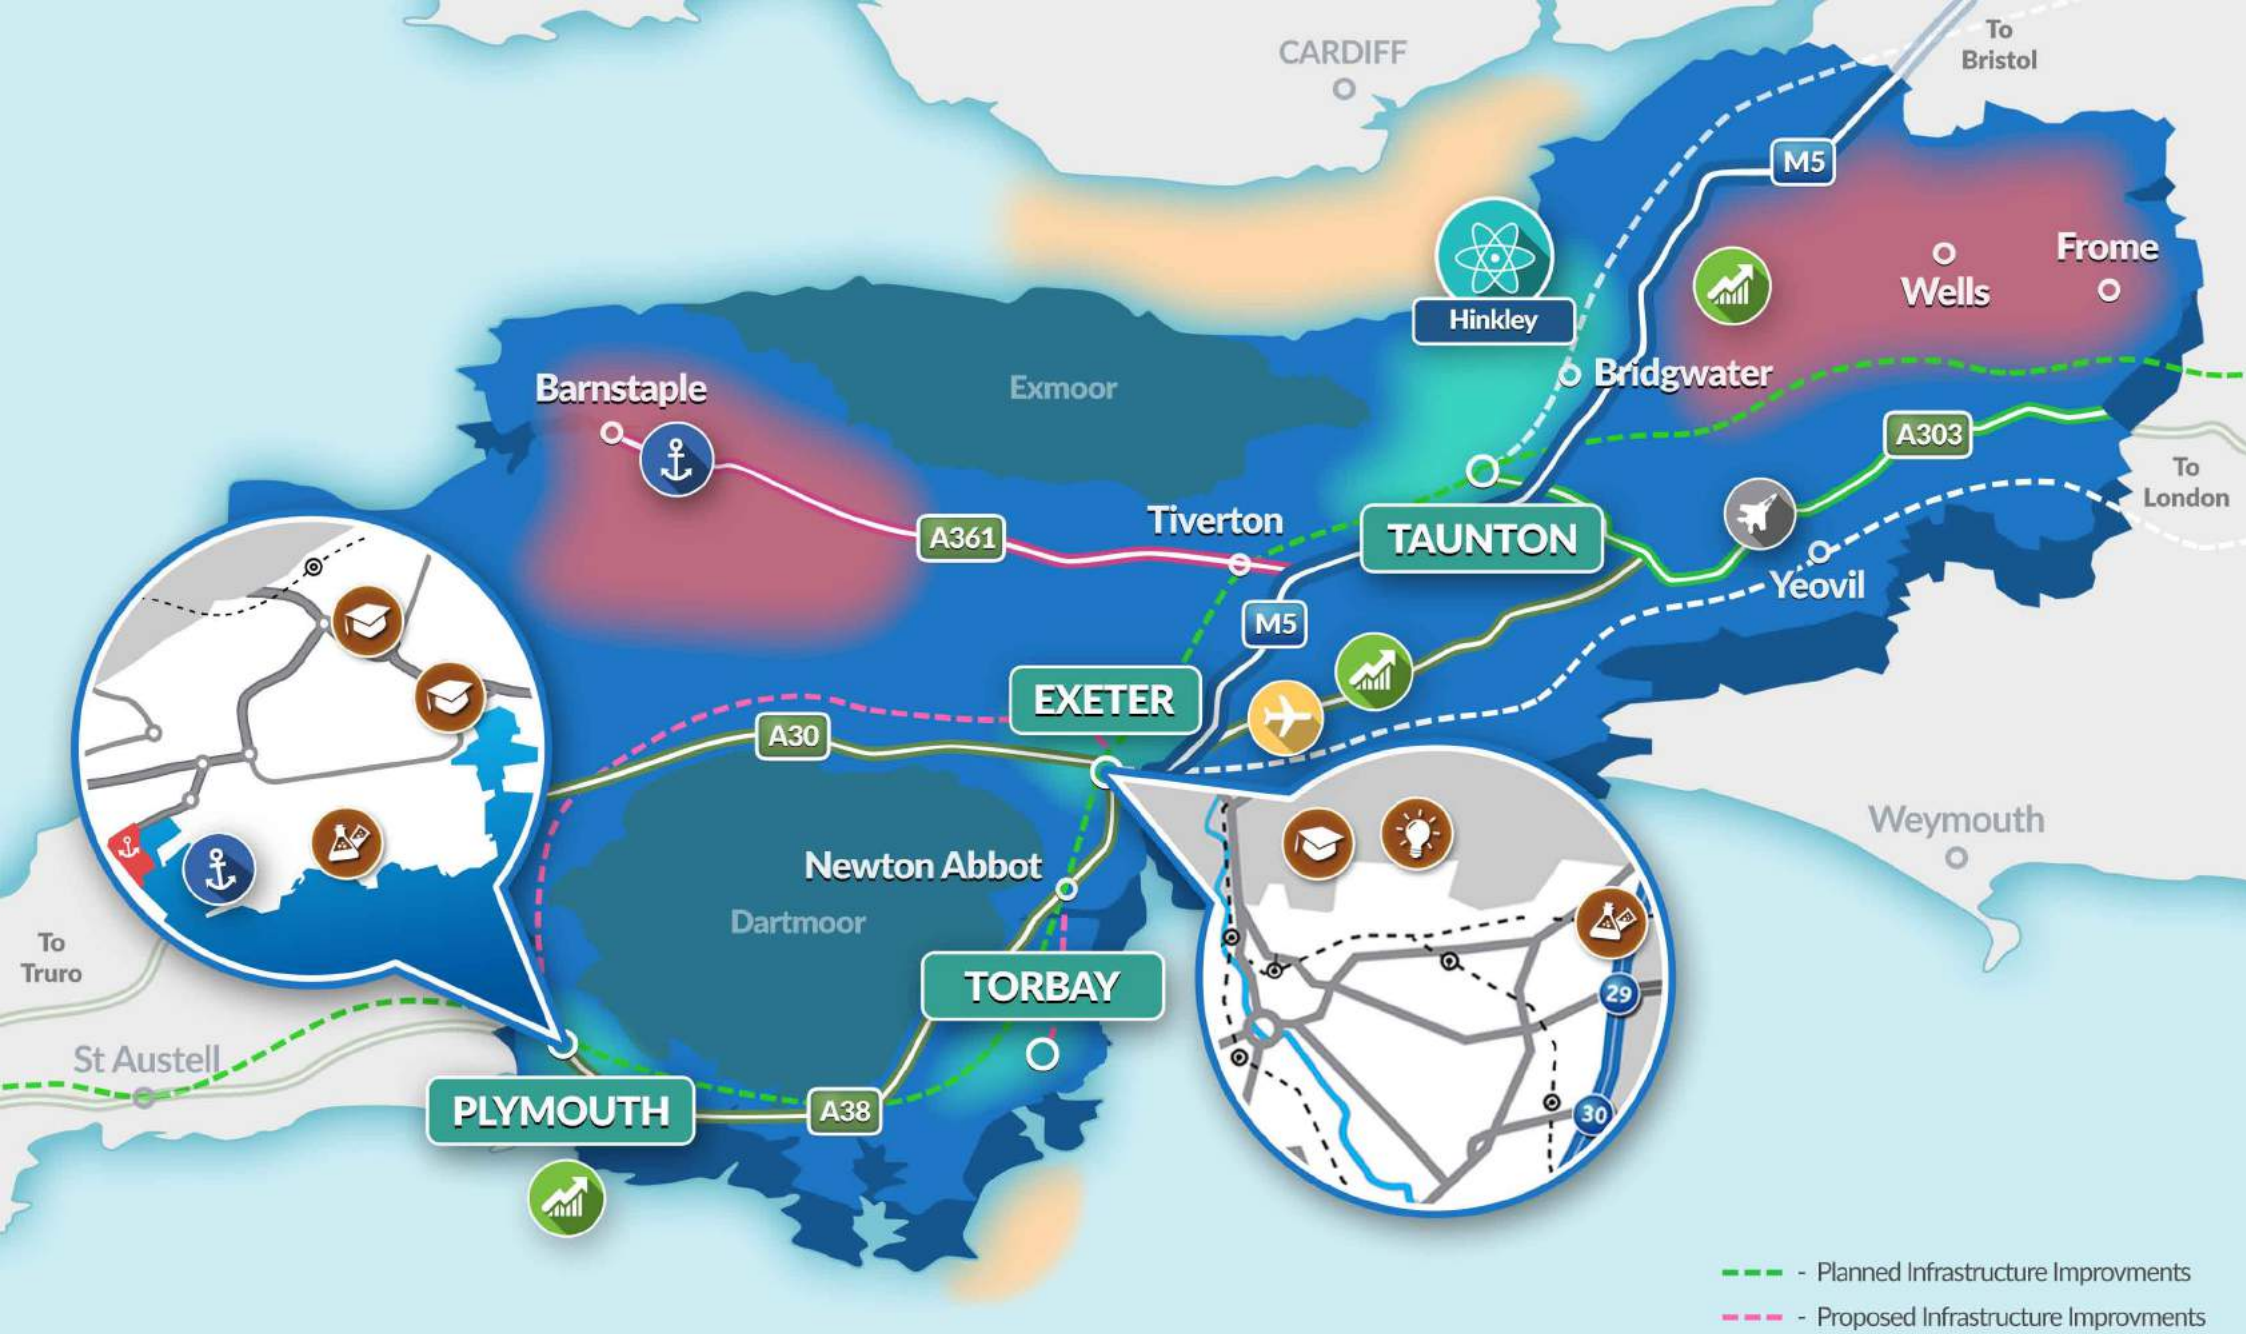 CARDIFF
To
Bristol
M5
Hinkley
Wells
Frome
Barnstaple
Exmoor
Bridgwater
A303
To
London
A361
Tiverton
TAUNTON
Yeovil
M5
EXETER
A30
Weymouth
Newton Abbot
Dartmoor
To
Truro
TORBAY
29
St Austell
PLYMOUTH
A38
30
- Planned Infrastructure Improvments
- Proposed Infrastructure Improvments